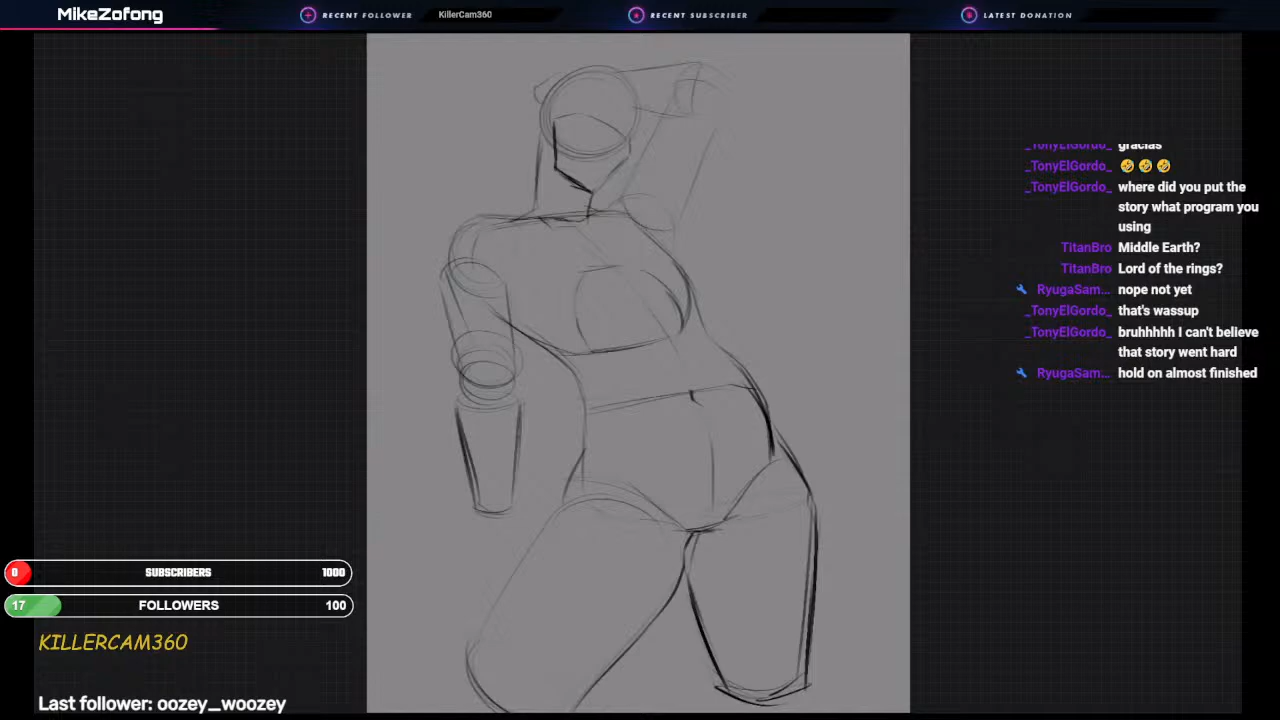 MikeZofong
RECENT FOLLOWER
KillerCam360
RECENT SUBSCRIBER
LATEST DONATION
_TonyElGordo_ gracias
_TonyElGordo_ 🤣 🤣 🤣
_TonyElGordo_ where did you put the
story what program you
using
TitanBro Middle Earth?
TitanBro Lord of the rings?
RyugaSam... nope not yet
_TonyElGordo_ that's wassup
_TonyElGordo_ bruhhhhh I can't believe
that story went hard
RyugaSam... hold on almost finished
0 SUBSCRIBERS 1000
17 FOLLOWERS 100
KILLERCAM360
Last follower: oozey_woozey